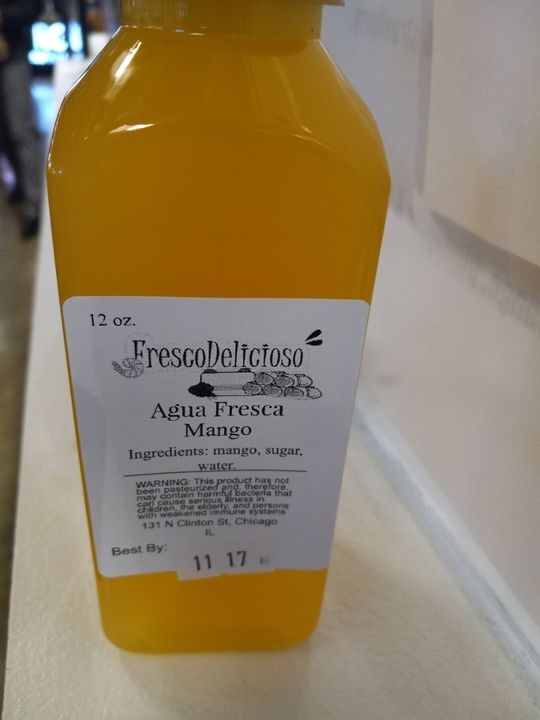 12 oz.
FrescoDelicioso
Agua Fresca
Mango
Ingredients: mango, sugar,
water.
WARNING: This product has not
been pasteurized and, therefore,
may contain harmful bacteria that
can cause serious illness in
children, the elderly, and persons
with weakened immune systems
131 N Clinton St, Chicago
IL
Best By:
11 17